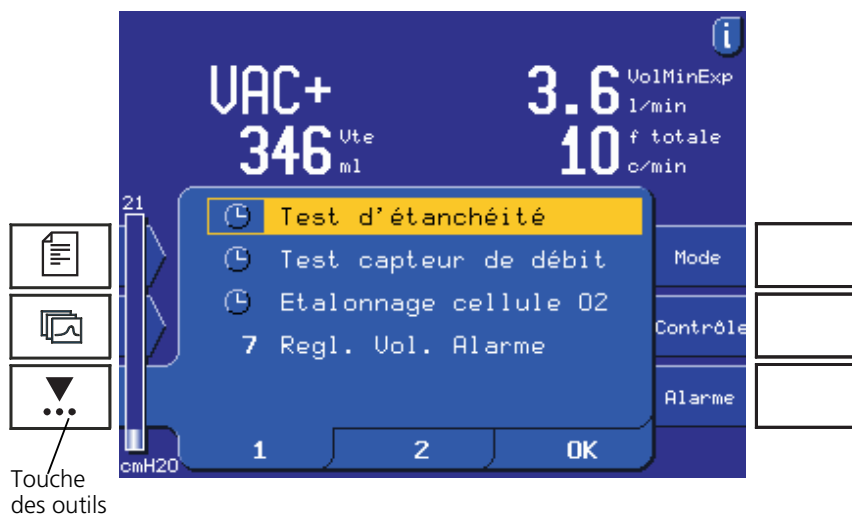 i
VAC+
3.6 VolMinExp l/min
346 Vte ml
10 f totale c/min
21
Test d'étanchéité
Test capteur de débit
Etalonnage cellule O2
7 Regl. Vol. Alarme
Mode
Contrôle
Alarme
1 2 OK
cmH2O
Touche
des outils